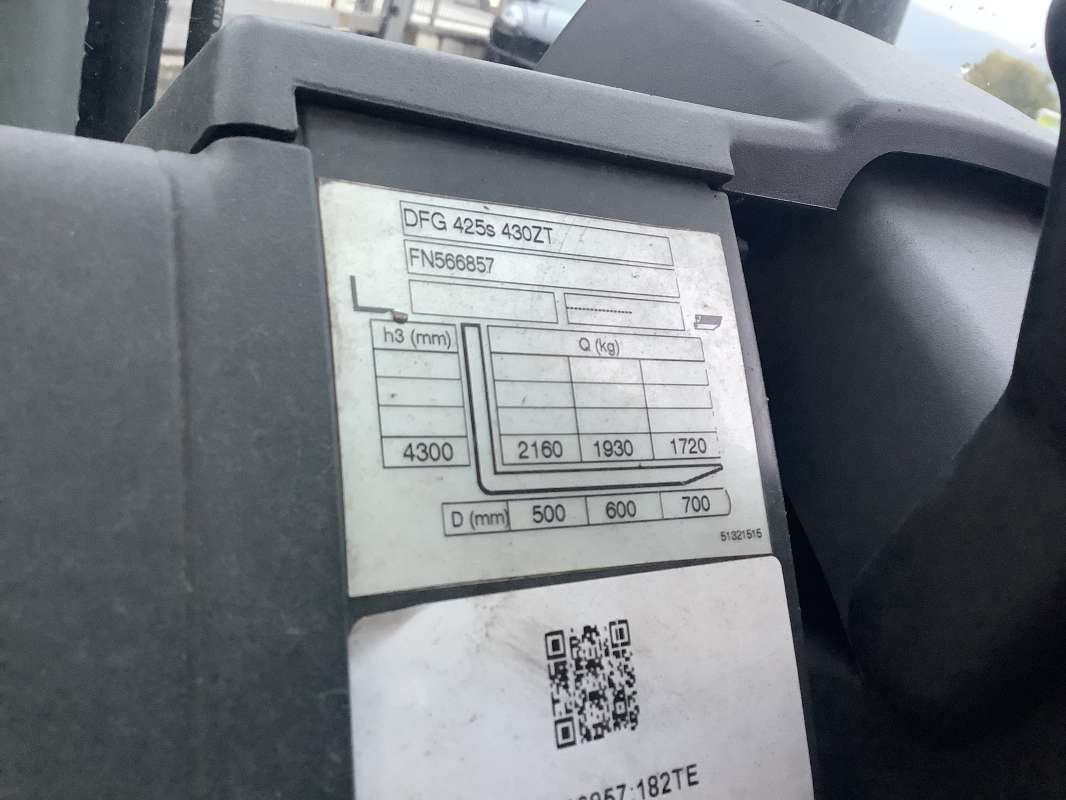 DFG 425s 430ZT
FN566857
h3 (mm) Q (kg)
4300 2160 1930 1720
D (mm) 500 600 700
51321515